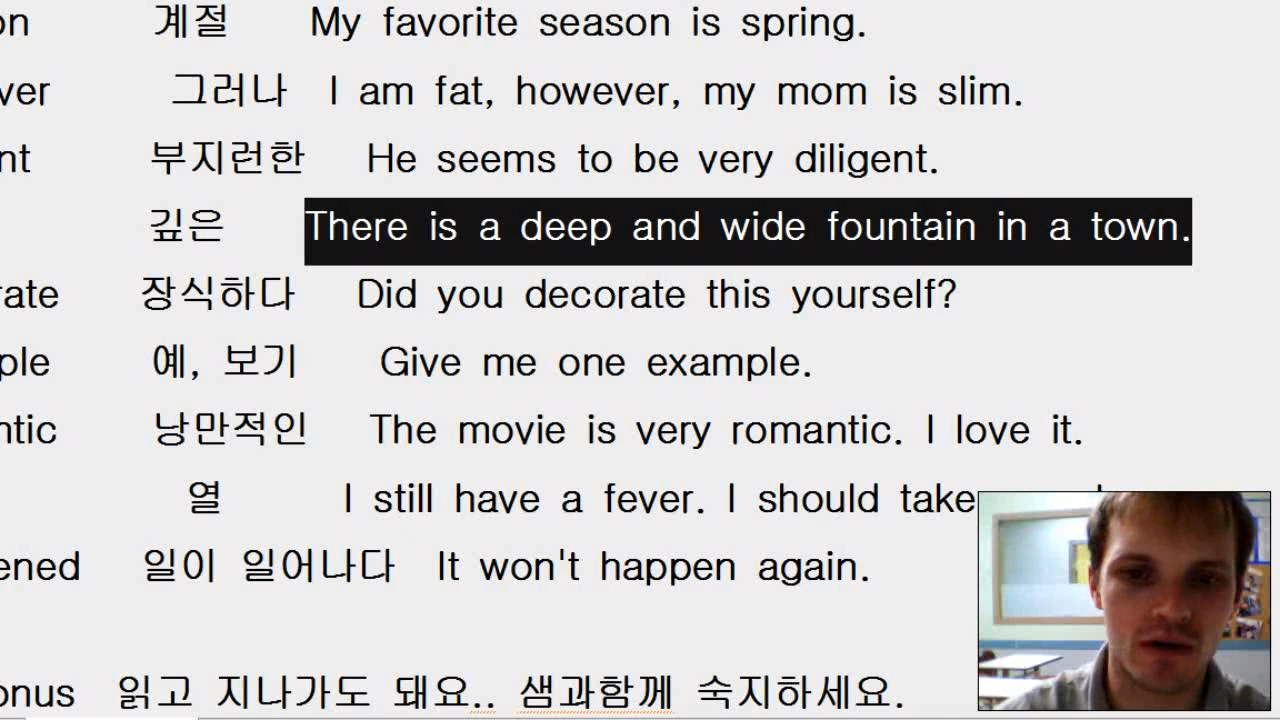 on 계절 My favorite season is spring.
ver 그러나 I am fat, however, my mom is slim.
nt 부지런한 He seems to be very diligent.
깊은 There is a deep and wide fountain in a town.
rate 장식하다 Did you decorate this yourself?
ple 예, 보기 Give me one example.
ntic 낭만적인 The movie is very romantic. I love it.
열 I still have a fever. I should take
ened 일이 일어나다 It won't happen again.
onus 읽고 지나가도 돼요.. 샘과함께 숙지하세요.